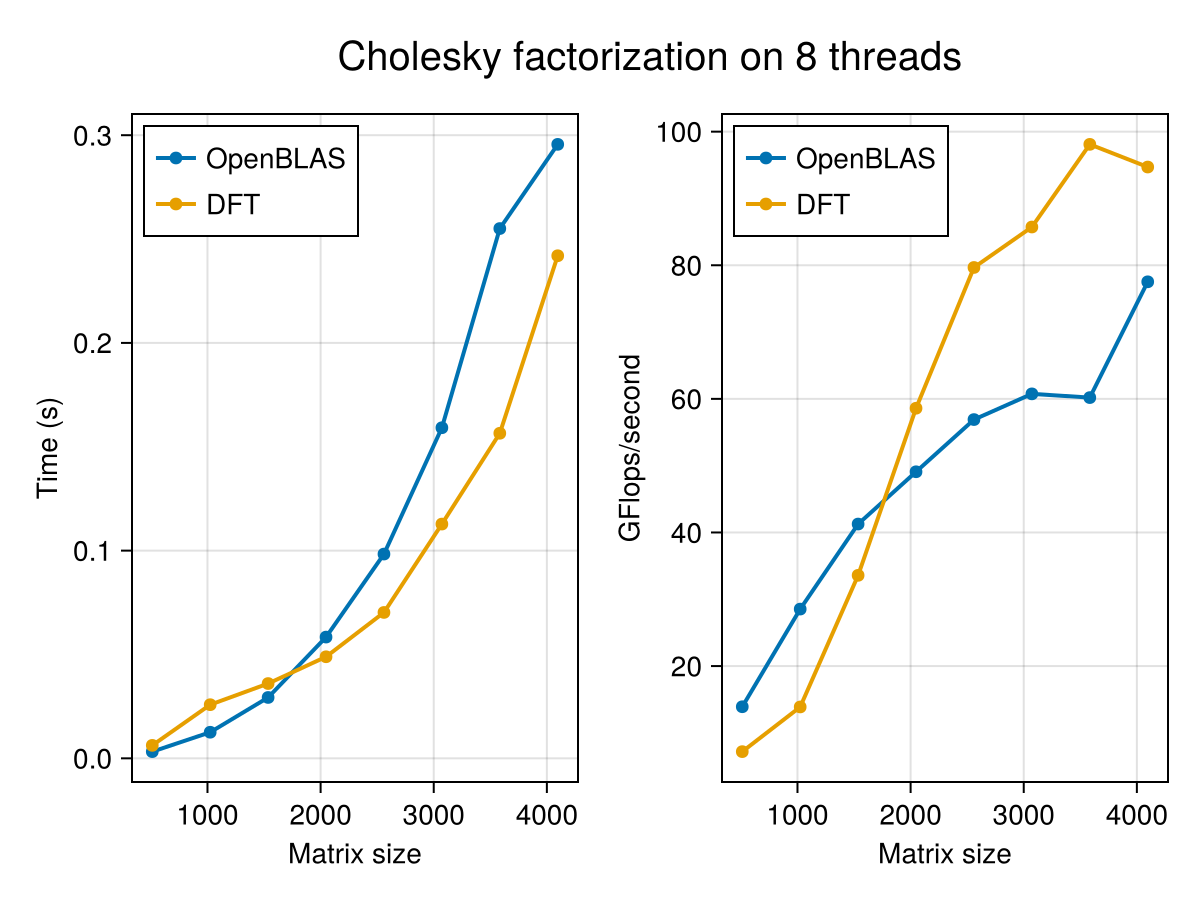 Cholesky factorization on 8 threads
OpenBLAS
DFT
0.3
0.2
0.1
0.0
Time (s)
1000 2000 3000 4000
Matrix size
OpenBLAS
DFT
100
80
60
40
20
GFlops/second
1000 2000 3000 4000
Matrix size